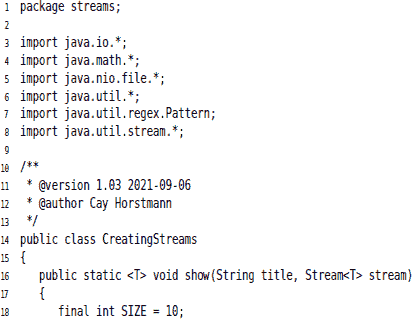 1 package streams;
2
3 import java.io.*;
4 import java.math.*;
5 import java.nio.file.*;
6 import java.util.*;
7 import java.util.regex.Pattern;
8 import java.util.stream.*;
9
10 /**
11  * @version 1.03 2021-09-06
12  * @author Cay Horstmann
13  */
14 public class CreatingStreams
15 {
16    public static <T> void show(String title, Stream<T> stream)
17    {
18       final int SIZE = 10;